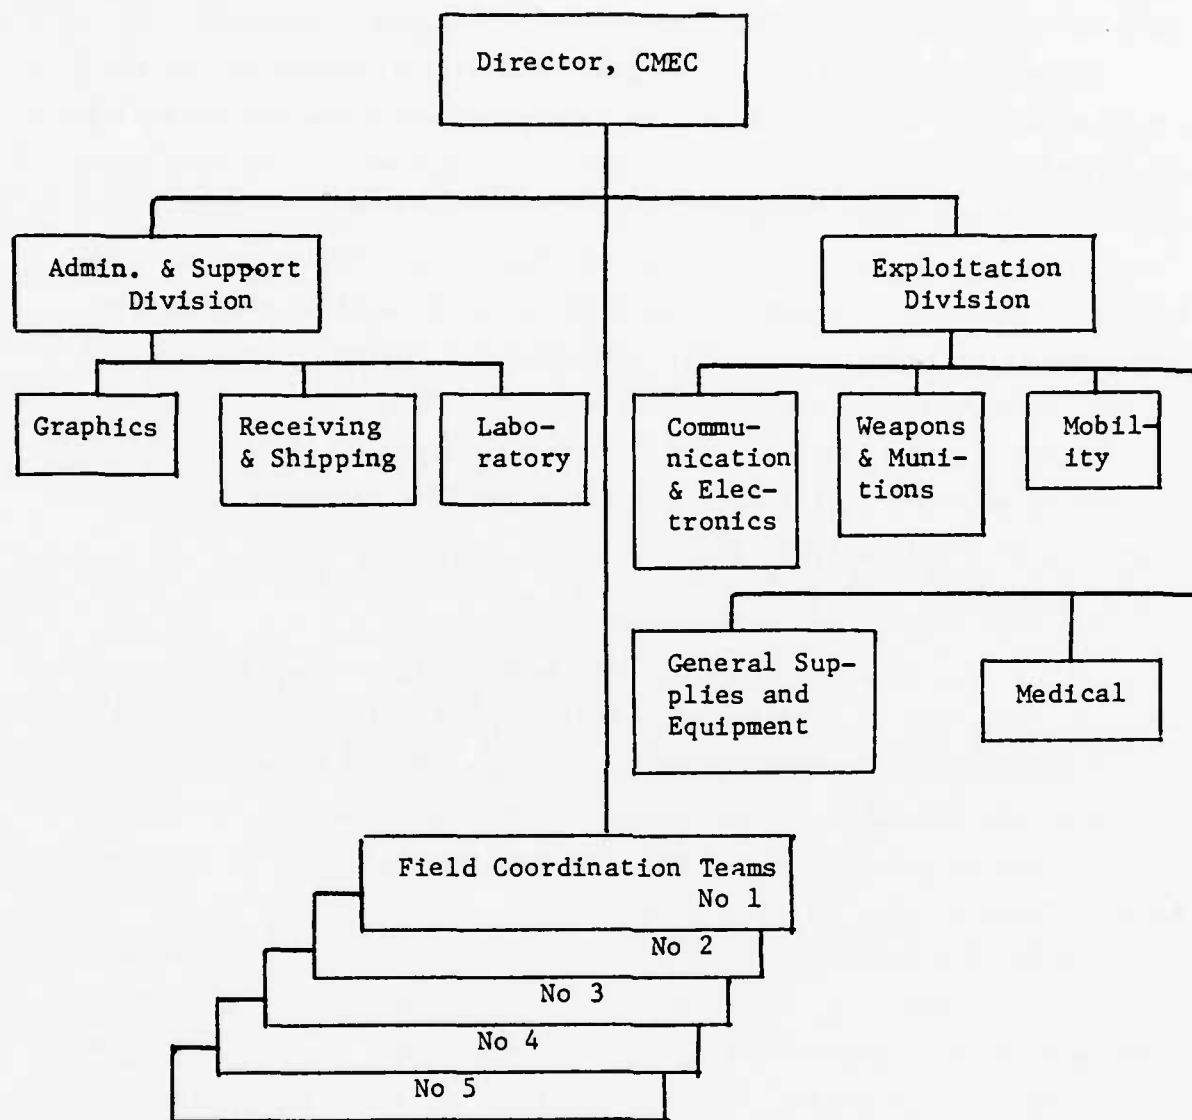 Director, CMEC
Admin. & Support
Division
Exploitation
Division
Graphics
Receiving
& Shipping
Labo-
ratory
Commu-
nication
& Elec-
tronics
Weapons
& Muni-
tions
Mobil-
ity
General Sup-
plies and
Equipment
Medical
Field Coordination Teams
No 1
No 2
No 3
No 4
No 5